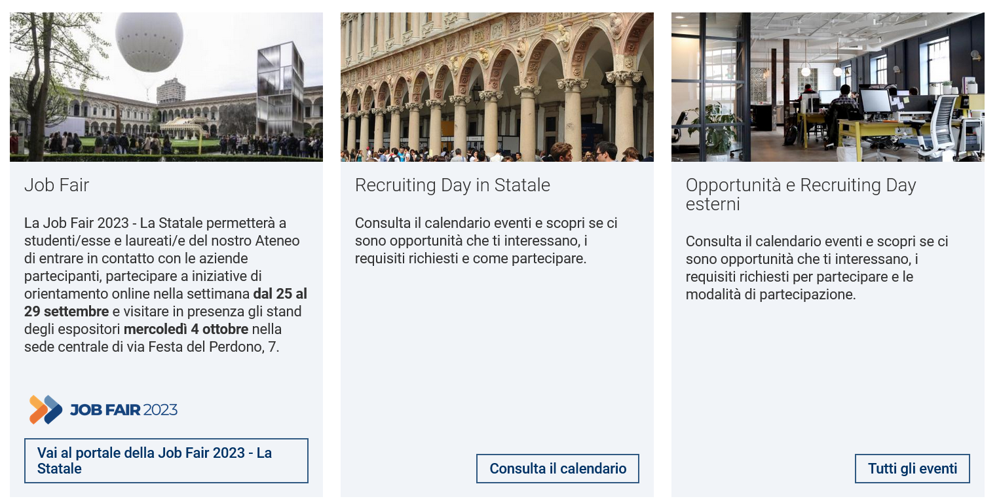 Job Fair
La Job Fair 2023 - La Statale permetterà a
studenti/esse e laureati/e del nostro Ateneo
di entrare in contatto con le aziende
partecipanti, partecipare a iniziative di
orientamento online nella settimana dal 25 al
29 settembre e visitare in presenza gli stand
degli espositori mercoledì 4 ottobre nella
sede centrale di via Festa del Perdono, 7.
JOB FAIR 2023
Vai al portale della Job Fair 2023 - La
Statale
Recruiting Day in Statale
Consulta il calendario eventi e scopri se ci
sono opportunità che ti interessano, i
requisiti richiesti e come partecipare.
Consulta il calendario
Opportunità e Recruiting Day
esterni
Consulta il calendario eventi e scopri se ci
sono opportunità che ti interessano, i
requisiti richiesti per partecipare e le
modalità di partecipazione.
Tutti gli eventi